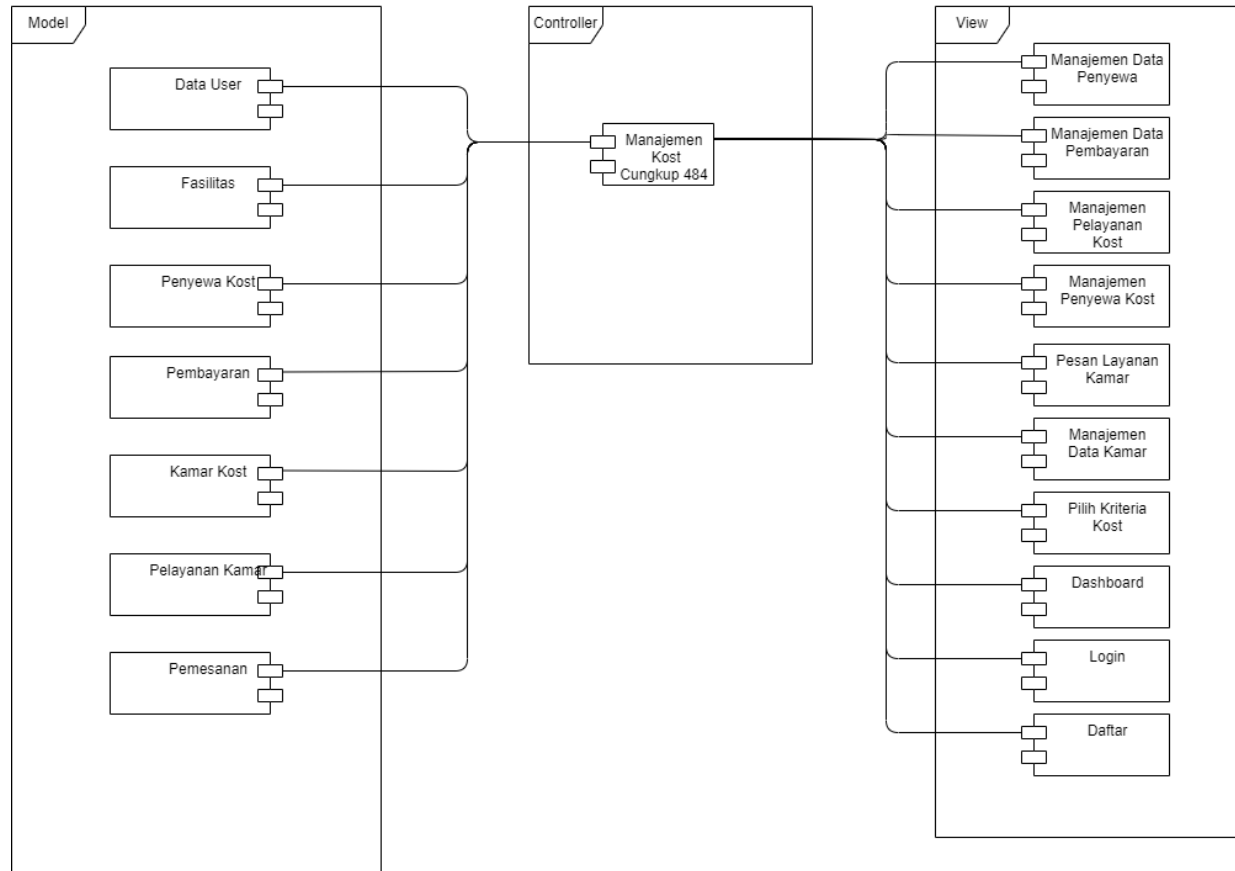 Model
Data User
Fasilitas
Penyewa Kost
Pembayaran
Kamar Kost
Pelayanan Kamar
Pemesanan
Controller
Manajemen
Kost
Cungkup 484
View
Manajemen Data
Penyewa
Manajemen Data
Pembayaran
Manajemen
Pelayanan
Kost
Manajemen
Penyewa Kost
Pesan Layanan
Kamar
Manajemen
Data Kamar
Pilih Kriteria
Kost
Dashboard
Login
Daftar